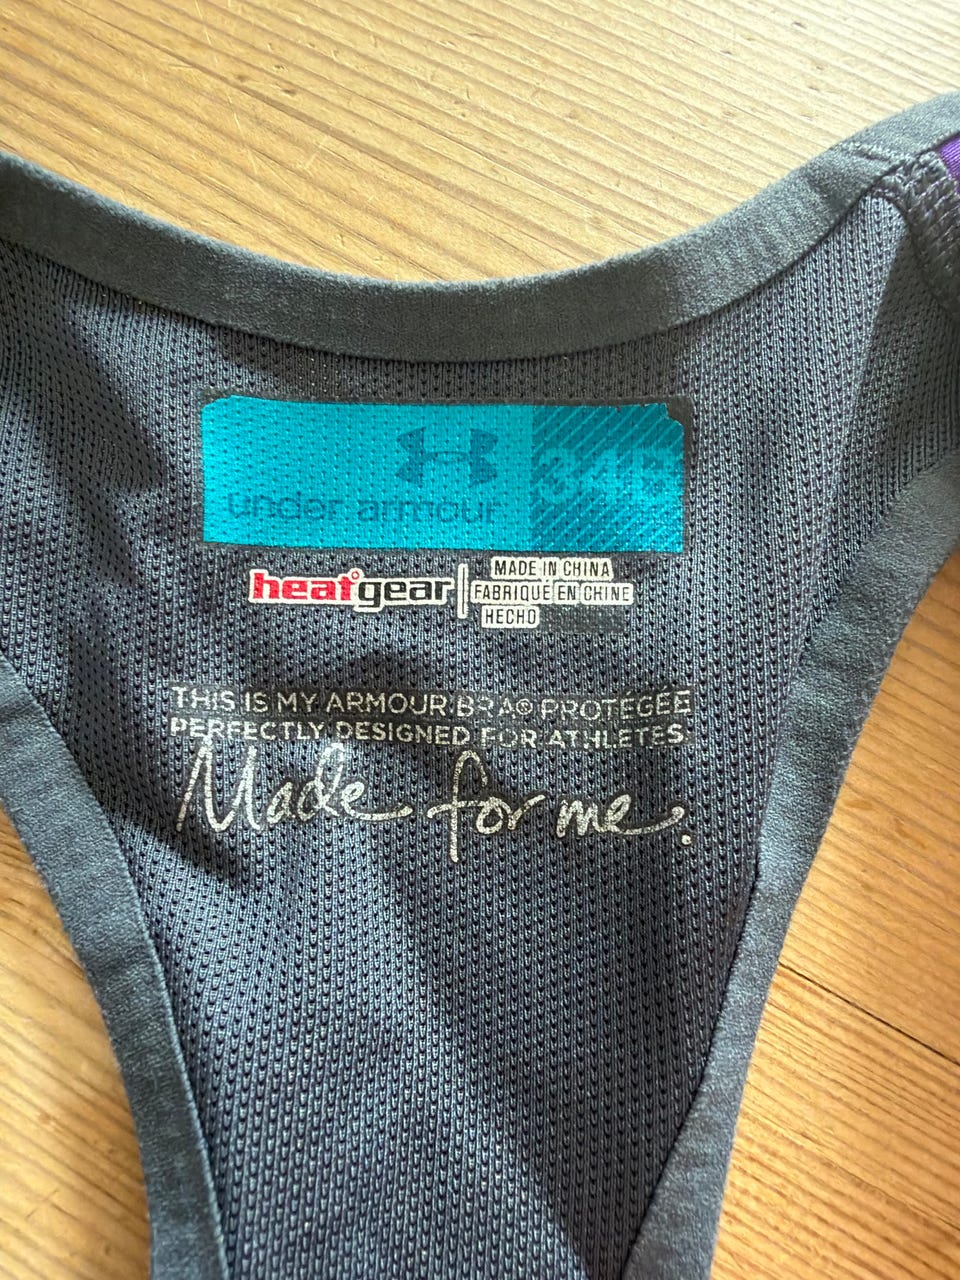 under armour
heatgear
MADE IN CHINA
FABRIQUÉ EN CHINE
HECHO
THIS IS MY ARMOUR BRA® PROTEGÉE
PERFECTLY DESIGNED FOR ATHLETES.
Made for me.